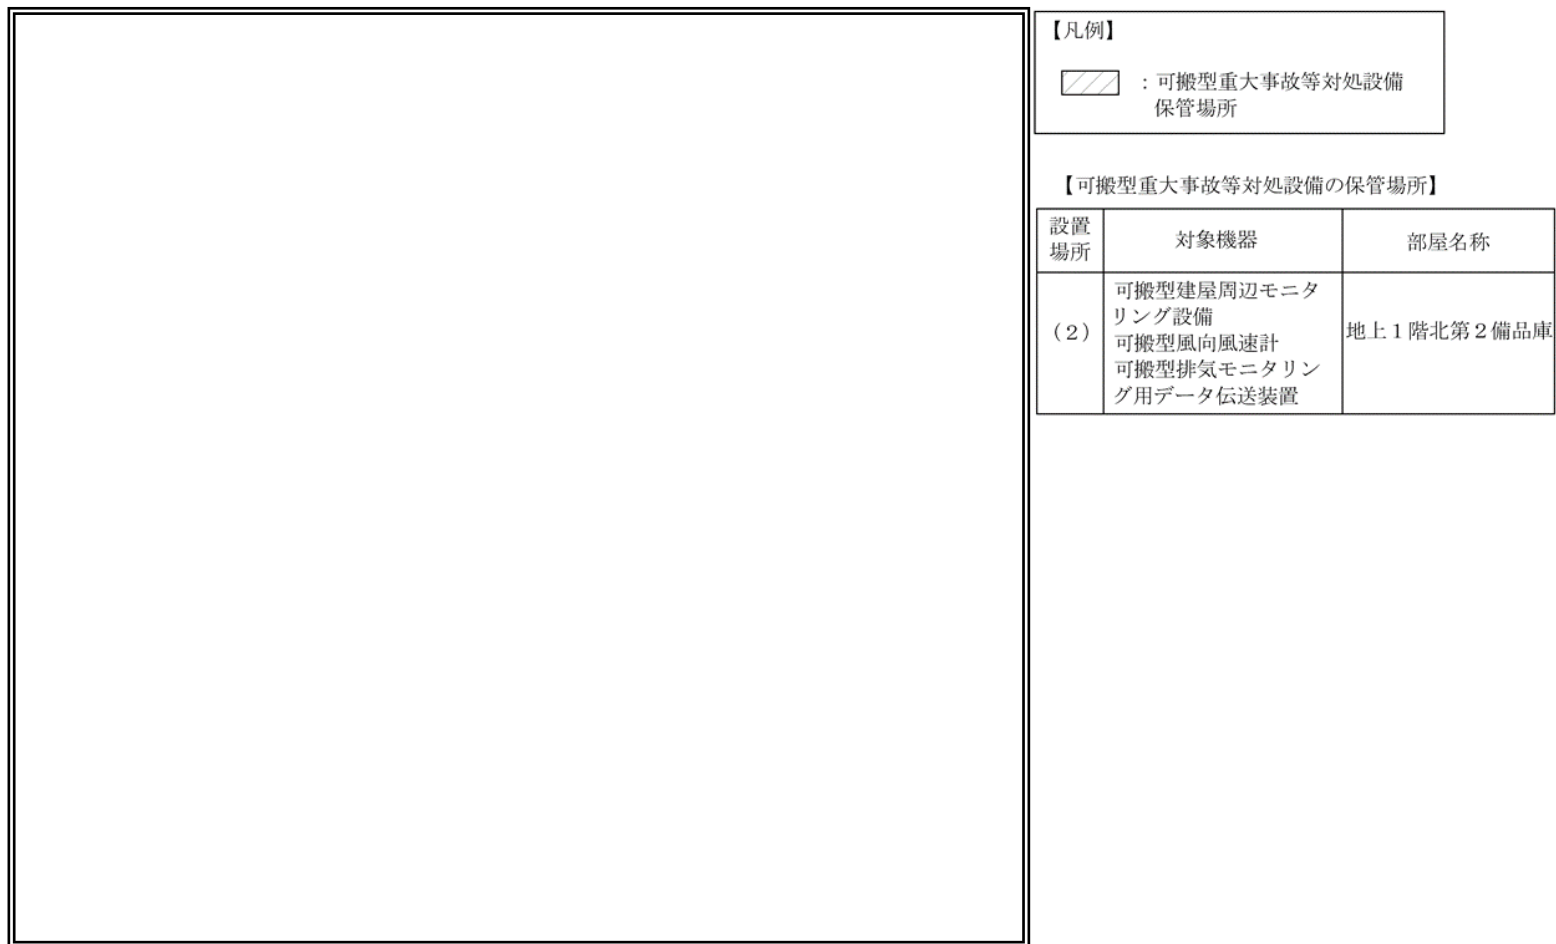 【凡例】
：可搬型重大事故等対処設備
保管場所
【可搬型重大事故等対処設備の保管場所】
設置
場所
対象機器
部屋名称
（２）
可搬型建屋周辺モニタ
リング設備
可搬型風向風速計
可搬型排気モニタリン
グ用データ伝送装置
地上１階北第２備品庫